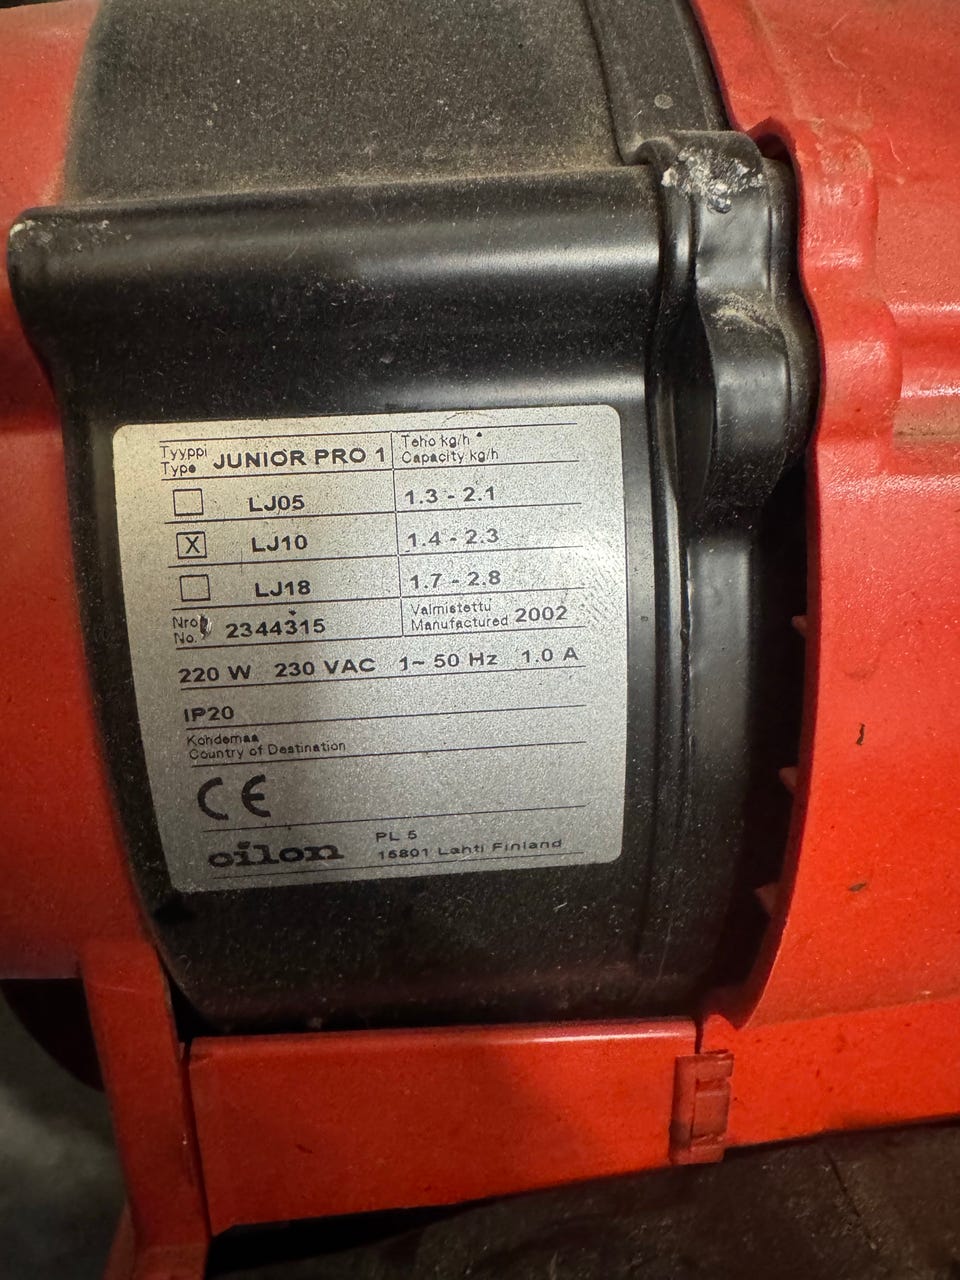 Tyyppi
Type JUNIOR PRO 1
Teho kg/h
Capacity kg/h
LJ05 1.3 - 2.1
X LJ10 1.4 - 2.3
LJ18 1.7 - 2.8
Nro
No. 2344315
Valmistettu
Manufactured 2002
220 W 230 VAC 1~ 50 Hz 1.0 A
IP20
Kohdemaa
Country of Destination
CE
oilon
PL 5
15801 Lahti Finland